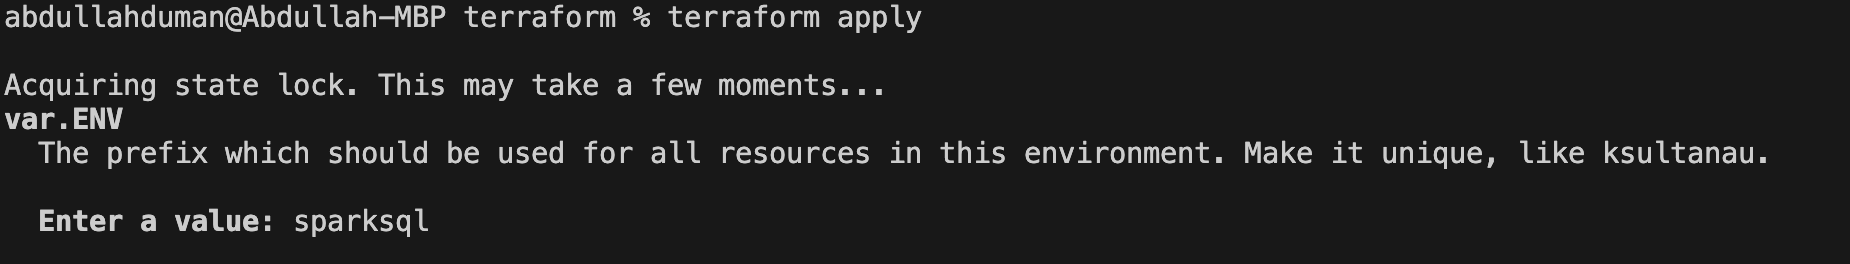 abdullahduman@Abdullah-MBP terraform % terraform apply
Acquiring state lock. This may take a few moments...
var.ENV
The prefix which should be used for all resources in this environment. Make it unique, like ksultanau.
Enter a value: sparksql